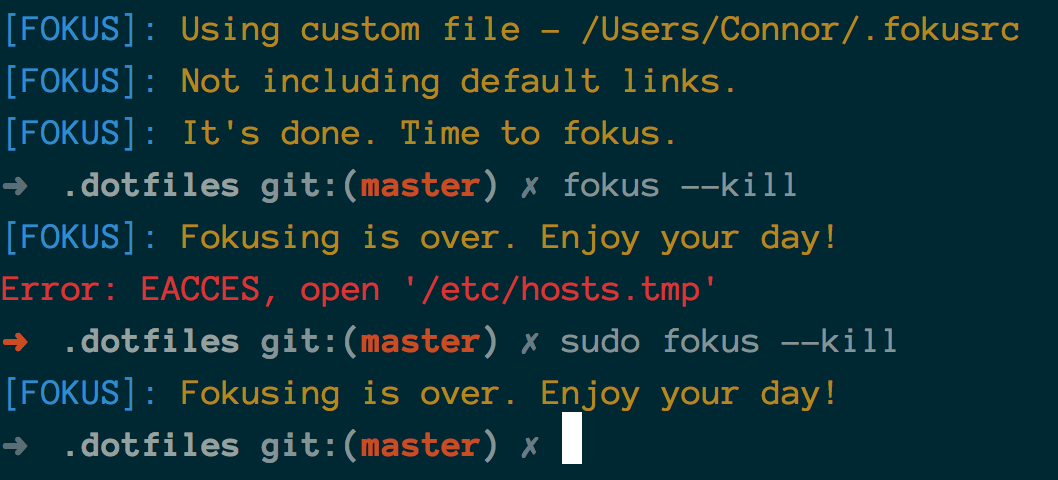 [FOKUS]: Using custom file - /Users/Connor/.fokusrc
[FOKUS]: Not including default links.
[FOKUS]: It's done. Time to fokus.
➜  .dotfiles git:(master) ✗ fokus --kill
[FOKUS]: Fokusing is over. Enjoy your day!
Error: EACCES, open '/etc/hosts.tmp'
➜  .dotfiles git:(master) ✗ sudo fokus --kill
[FOKUS]: Fokusing is over. Enjoy your day!
➜  .dotfiles git:(master) ✗